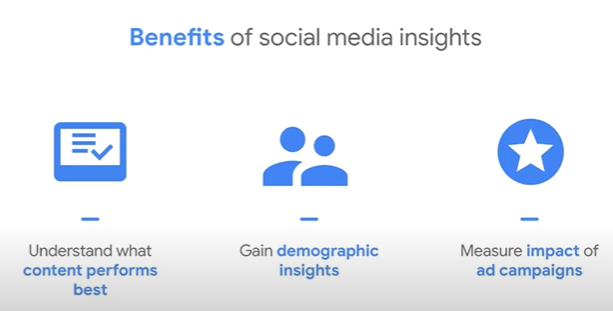 Benefits of social media insights
Understand what
content performs
best
Gain demographic
insights
Measure impact of
ad campaigns